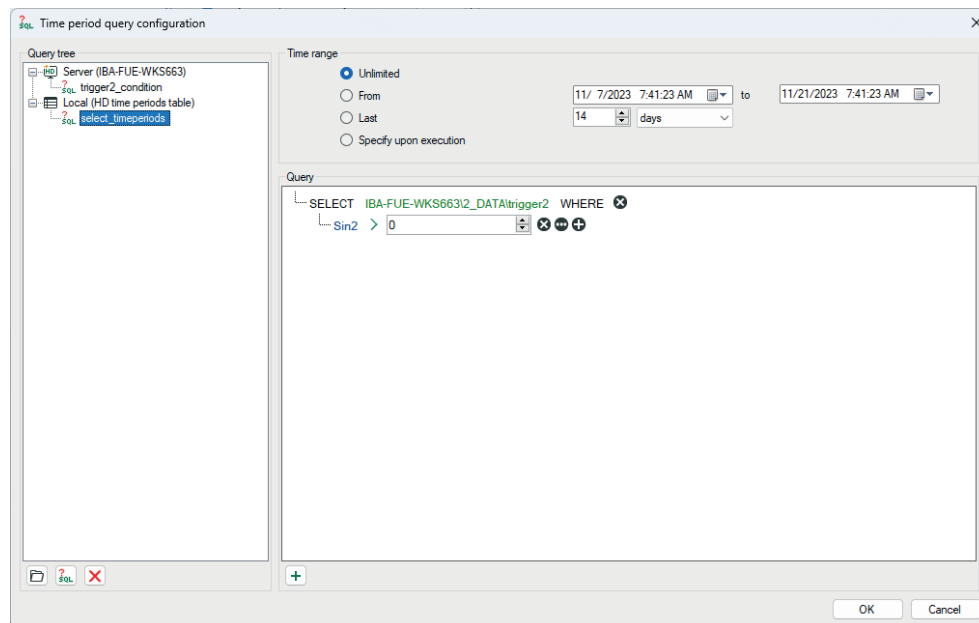 Time period query configuration
Query tree
Server (IBA-FUE-WKS663)
trigger2_condition
Local (HD time periods table)
select_timeperiods
Time range
Unlimited
From 11/ 7/2023 7:41:23 AM to 11/21/2023 7:41:23 AM
Last 14 days
Specify upon execution
Query
SELECT IBA-FUE-WKS663\2_DATA\trigger2 WHERE
Sin2 > 0
OK Cancel